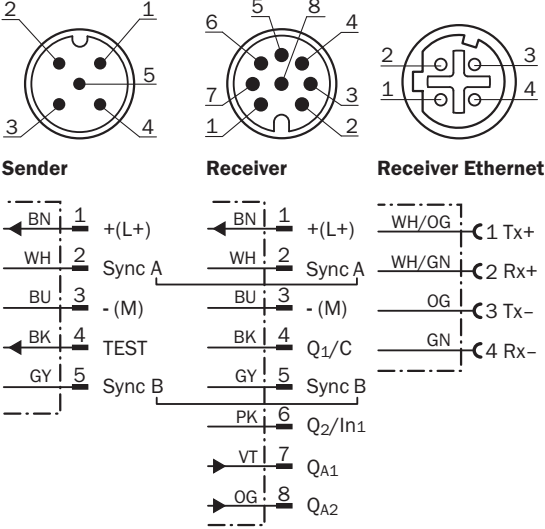 2 1
5
3 4
5 8
6 4
7 3
1 2
2 3
1 4
Sender
Receiver
Receiver Ethernet
BN 1 +(L+)
WH 2 Sync A
BU 3 - (M)
BK 4 TEST
GY 5 Sync B
BN 1 +(L+)
WH 2 Sync A
BU 3 - (M)
BK 4 Q1/C
GY 5 Sync B
PK 6 Q2/In1
VT 7 QA1
OG 8 QA2
WH/OG 1 Tx+
WH/GN 2 Rx+
OG 3 Tx–
GN 4 Rx–